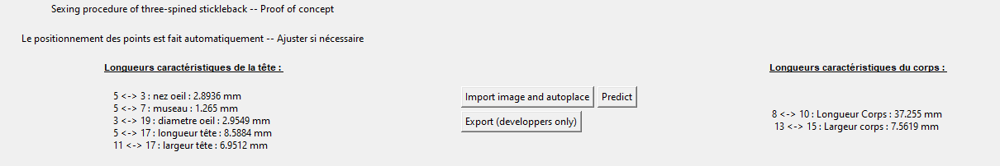 Sexing procedure of three-spined stickleback -- Proof of concept
Le positionnement des points est fait automatiquement -- Ajuster si nécessaire
Longueurs caractéristiques de la tête :
5 <-> 3 : nez oeil : 2.8936 mm
5 <-> 7 : museau : 1.265 mm
3 <-> 19 : diametre oeil : 2.9549 mm
5 <-> 17 : longueur tête : 8.5884 mm
11 <-> 17 : largeur tête : 6.9512 mm
Import image and autoplace
Predict
Export (developpers only)
Longueurs caractéristiques du corps :
8 <-> 10 : Longueur Corps : 37.255 mm
13 <-> 15 : Largeur corps : 7.5619 mm